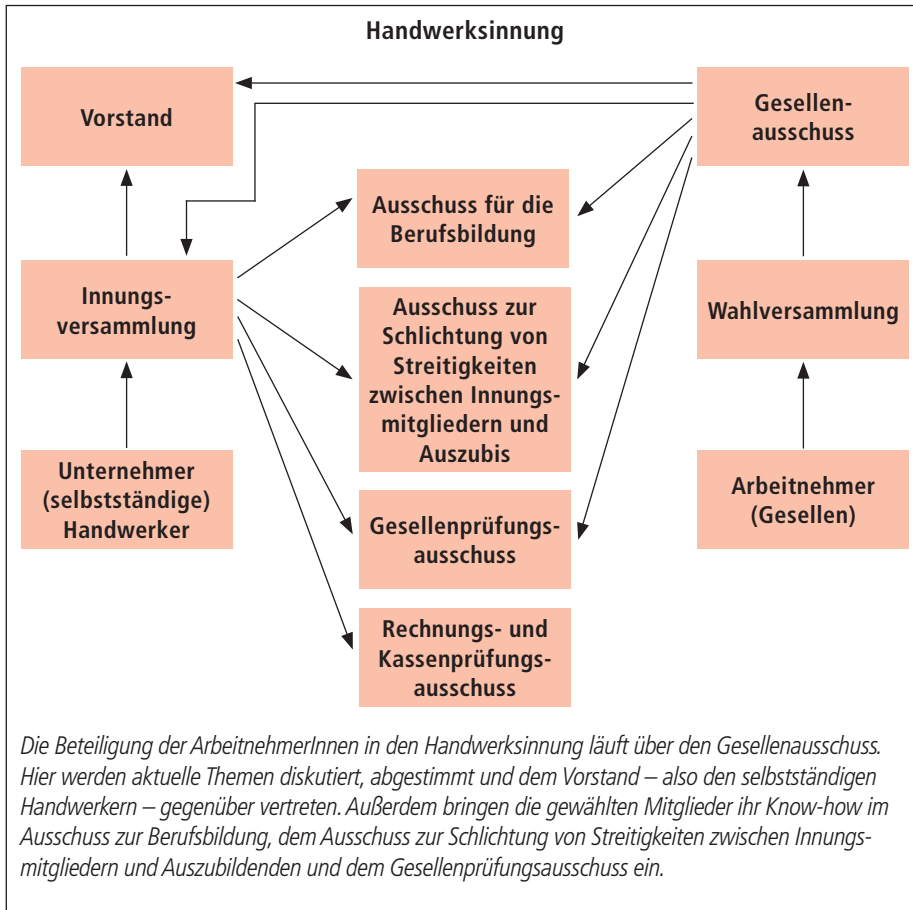 Handwerksinnung
Vorstand
Gesellen-
ausschuss
Ausschuss für die
Berufsbildung
Innungs-
versammlung
Ausschuss zur
Schlichtung von
Streitigkeiten
zwischen Innungs-
mitgliedern und
Auszubis
Wahlversammlung
Unternehmer
(selbstständige)
Handwerker
Gesellenprüfungs-
ausschuss
Arbeitnehmer
(Gesellen)
Rechnungs- und
Kassenprüfungs-
ausschuss
Die Beteiligung der ArbeitnehmerInnen in den Handwerksinnung läuft über den Gesellenausschuss.
Hier werden aktuelle Themen diskutiert, abgestimmt und dem Vorstand – also den selbstständigen
Handwerkern – gegenüber vertreten. Außerdem bringen die gewählten Mitglieder ihr Know-how im
Ausschuss zur Berufsbildung, dem Ausschuss zur Schlichtung von Streitigkeiten zwischen Innungs-
mitgliedern und Auszubildenden und dem Gesellenprüfungsausschuss ein.